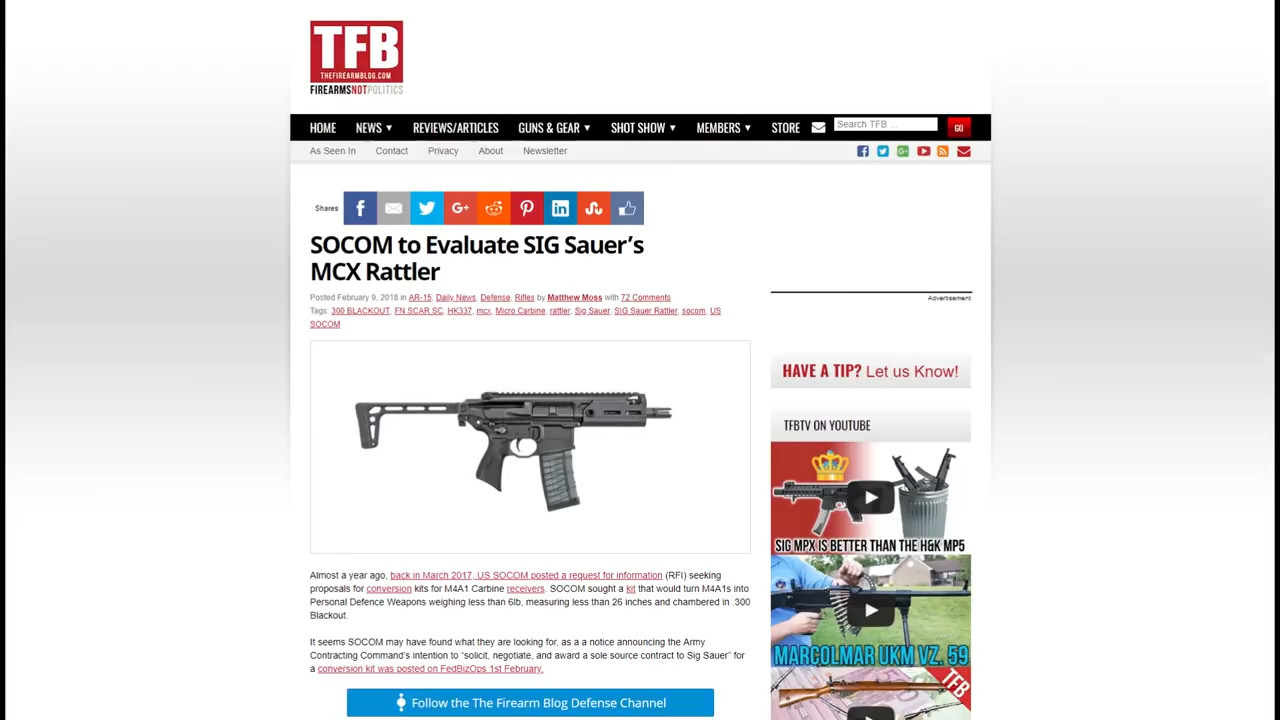 TFB
THEFIREARMBLOG.COM
FIREARMSNOTPOLITICS
HOME NEWS ▼ REVIEWS/ARTICLES GUNS & GEAR ▼ SHOT SHOW ▼ MEMBERS ▼ STORE Search TFB ... GO
As Seen In Contact Privacy About Newsletter
Shares
SOCOM to Evaluate SIG Sauer's
MCX Rattler
Posted February 9, 2018 in AR-15, Daily News, Defense, Rifles by Matthew Moss with 72 Comments
Tags: 300 BLACKOUT, FN SCAR SC, HK337, mcx, Micro Carbine, rattler, Sig Sauer, SIG Sauer Rattler, socom, US
SOCOM
Almost a year ago, back in March 2017, US SOCOM posted a request for information (RFI) seeking
proposals for conversion kits for M4A1 Carbine receivers. SOCOM sought a kit that would turn M4A1s into
Personal Defence Weapons weighing less than 6lb, measuring less than 26 inches and chambered in .300
Blackout.
It seems SOCOM may have found what they are looking for, as a a notice announcing the Army
Contracting Command's intention to “solicit, negotiate, and award a sole source contract to Sig Sauer” for
a conversion kit was posted on FedBizOps 1st February.
Follow the The Firearm Blog Defense Channel
Advertisement
HAVE A TIP? Let us Know!
TFBTV ON YOUTUBE
SIG MPX IS BETTER THAN THE H&K MP5
MARCOLMAR UKM VZ. 59
TFB